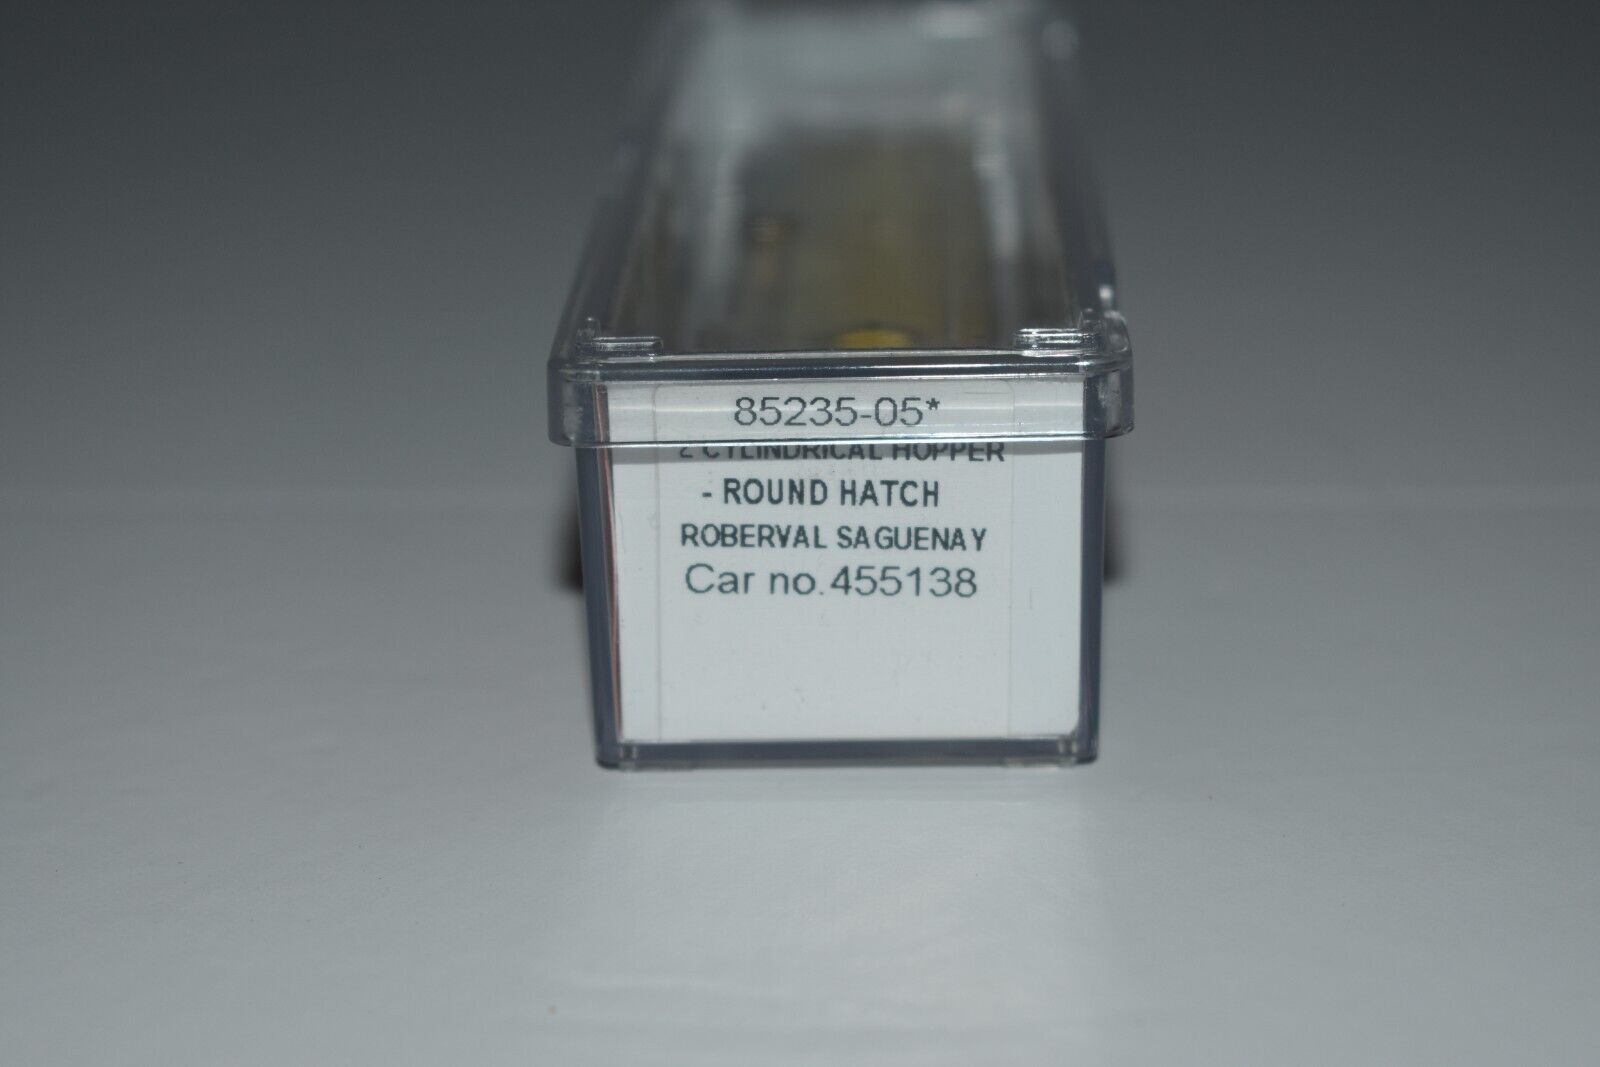 85235-05*
2 CYLINDRICAL HOPPER
- ROUND HATCH
ROBERVAL SAGUENAY
Car no.455138